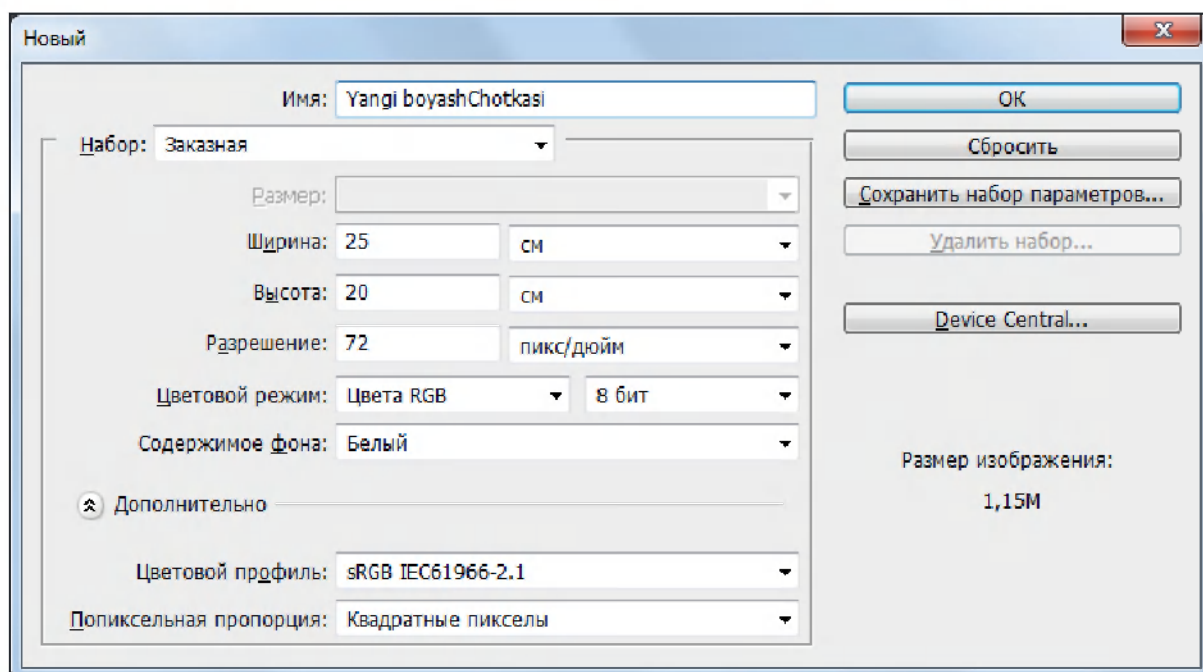 Новый
Имя: Yangi boyashChotkasi
Набор: Заказная
Размер:
Ширина: 25 см
Высота: 20 см
Разрешение: 72 пикс/дюйм
Цветовой режим: Цвета RGB 8 бит
Содержимое фона: Белый
Дополнительно
Цветовой профиль: sRGB IEC61966-2.1
Попиксельная пропорция: Квадратные пикселы
ОК
Сбросить
Сохранить набор параметров...
Удалить набор...
Device Central...
Размер изображения:
1,15M